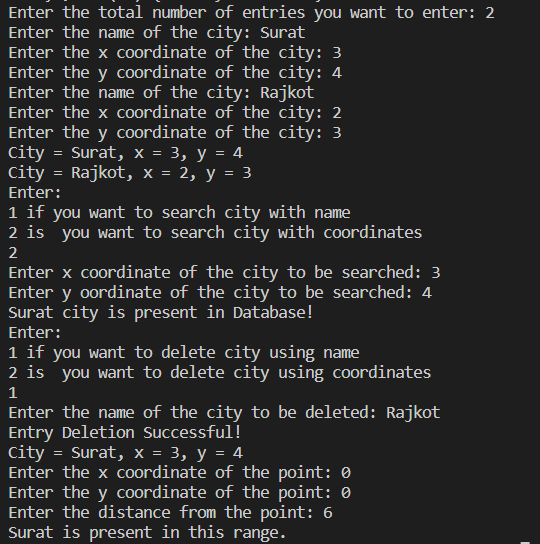 Enter the total number of entries you want to enter: 2
Enter the name of the city: Surat
Enter the x coordinate of the city: 3
Enter the y coordinate of the city: 4
Enter the name of the city: Rajkot
Enter the x coordinate of the city: 2
Enter the y coordinate of the city: 3
City = Surat, x = 3, y = 4
City = Rajkot, x = 2, y = 3
Enter:
1 if you want to search city with name
2 is  you want to search city with coordinates
2
Enter x coordinate of the city to be searched: 3
Enter y oordinate of the city to be searched: 4
Surat city is present in Database!
Enter:
1 if you want to delete city using name
2 is  you want to delete city using coordinates
1
Enter the name of the city to be deleted: Rajkot
Entry Deletion Successful!
City = Surat, x = 3, y = 4
Enter the x coordinate of the point: 0
Enter the y coordinate of the point: 0
Enter the distance from the point: 6
Surat is present in this range.